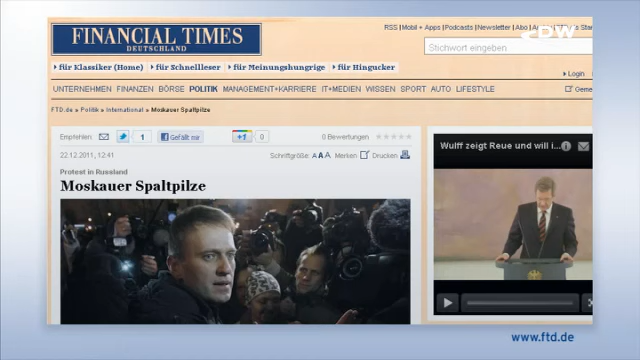 FINANCIAL TIMES
DEUTSCHLAND
RSS | Mobil + Apps | Podcasts | Newsletter | Abo |
DW
Stichwort eingeben
für Klassiker (Home) für Schnellleser für Meinungshungrige für Hingucker
Login
UNTERNEHMEN FINANZEN BÖRSE POLITIK MANAGEMENT+KARRIERE IT+MEDIEN WISSEN SPORT AUTO LIFESTYLE
FTD.de » Politik » International » Moskauer Spaltpilze
Empfehlen: 1 Gefällt mir +1 0 0 Bewertungen
22.12.2011, 12:41 Schriftgröße: A A A Merken Drucken
Protest in Russland
Moskauer Spaltpilze
Wulff zeigt Reue und will i...
www.ftd.de